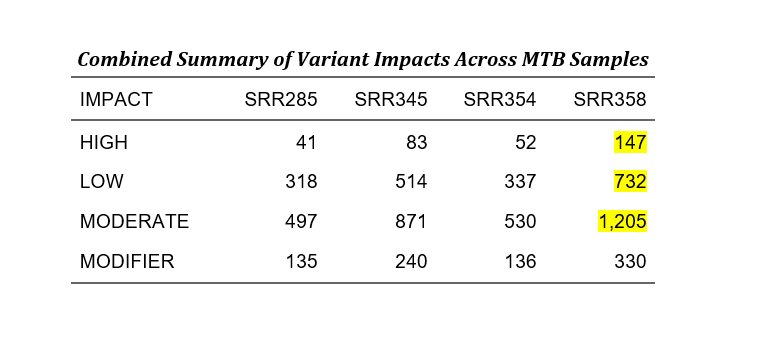 Combined Summary of Variant Impacts Across MTB Samples
IMPACT SRR285 SRR345 SRR354 SRR358
HIGH 41 83 52 147
LOW 318 514 337 732
MODERATE 497 871 530 1,205
MODIFIER 135 240 136 330